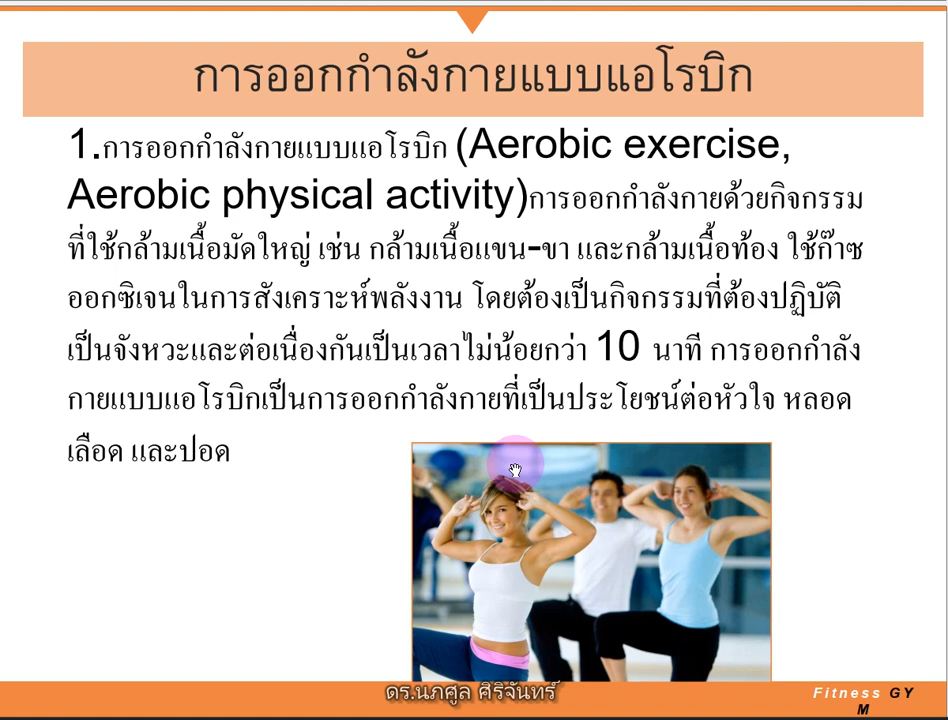 การออกกำลังกายแบบแอโรบิก
1.การออกกำลังกายแบบแอโรบิก (Aerobic exercise,
Aerobic physical activity)การออกกำลังกายด้วยกิจกรรม
ที่ใช้กล้ามเนื้อมัดใหญ่ เช่น กล้ามเนื้อแขน-ขา และกล้ามเนื้อท้อง ใช้ก๊าซ
ออกซิเจนในการสังเคราะห์พลังงาน โดยต้องเป็นกิจกรรมที่ต้องปฏิบัติ
เป็นจังหวะและต่อเนื่องกันเป็นเวลาไม่น้อยกว่า 10 นาที การออกกำลัง
กายแบบแอโรบิกเป็นการออกกำลังกายที่เป็นประโยชน์ต่อหัวใจ หลอด
เลือด และปอด
ดร.นภศูล ศิริจันทร์
Fitness GY
M